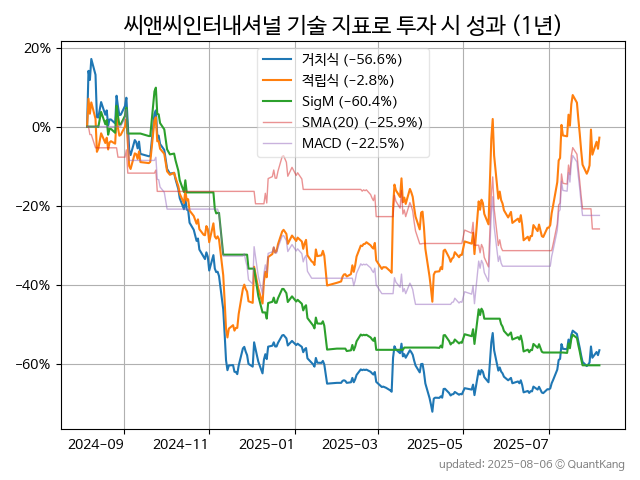 씨앤씨인터내셔널 기술 지표로 투자 시 성과 (1년)
거치식 (−56.6%)
적립식 (−2.8%)
SigM (−60.4%)
SMA(20) (−25.9%)
MACD (−22.5%)
20%
0%
−20%
−40%
−60%
2024-09 2024-11 2025-01 2025-03 2025-05 2025-07
updated: 2025-08-06 © QuantKang